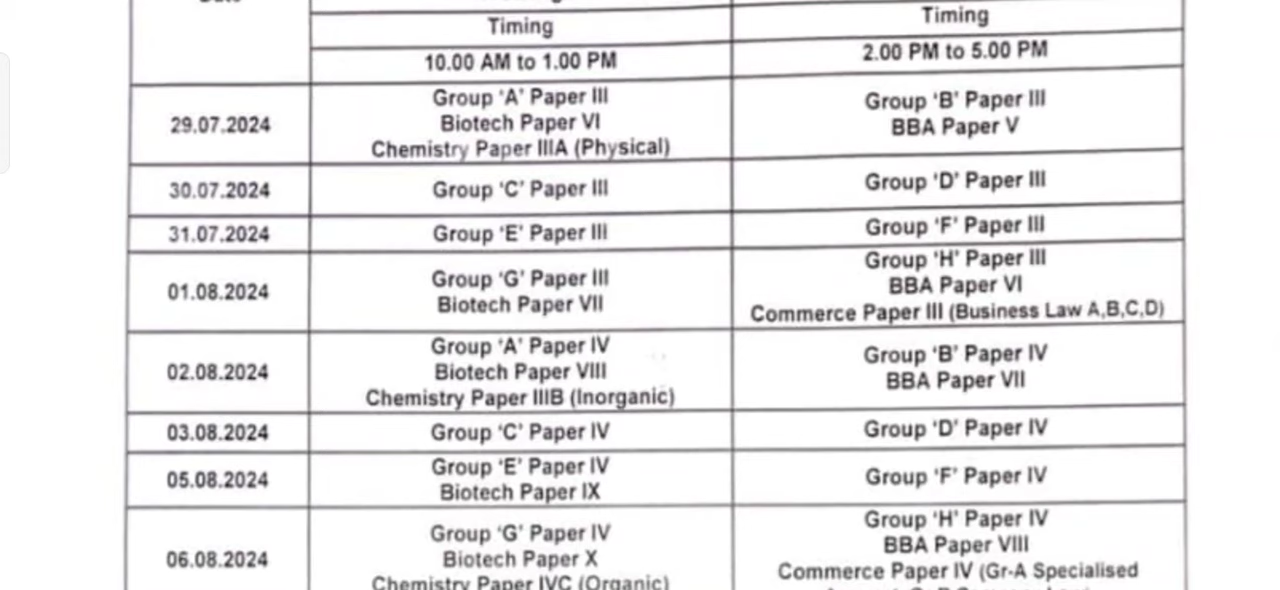 Timing
Timing
10.00 AM to 1.00 PM
2.00 PM to 5.00 PM
29.07.2024
Group ‘A’ Paper III
Biotech Paper VI
Chemistry Paper IIIA (Physical)
Group ‘B’ Paper III
BBA Paper V
30.07.2024
Group ‘C’ Paper III
Group ‘D’ Paper III
31.07.2024
Group ‘E’ Paper III
Group ‘F’ Paper III
01.08.2024
Group ‘G’ Paper III
Biotech Paper VII
Group ‘H’ Paper III
BBA Paper VI
Commerce Paper III (Business Law A,B,C,D)
02.08.2024
Group ‘A’ Paper IV
Biotech Paper VIII
Chemistry Paper IIIB (Inorganic)
Group ‘B’ Paper IV
BBA Paper VII
03.08.2024
Group ‘C’ Paper IV
Group ‘D’ Paper IV
05.08.2024
Group ‘E’ Paper IV
Biotech Paper IX
Group ‘F’ Paper IV
06.08.2024
Group ‘G’ Paper IV
Biotech Paper X
Chemistry Paper IVC (Organic)
Group ‘H’ Paper IV
BBA Paper VIII
Commerce Paper IV (Gr-A Specialised